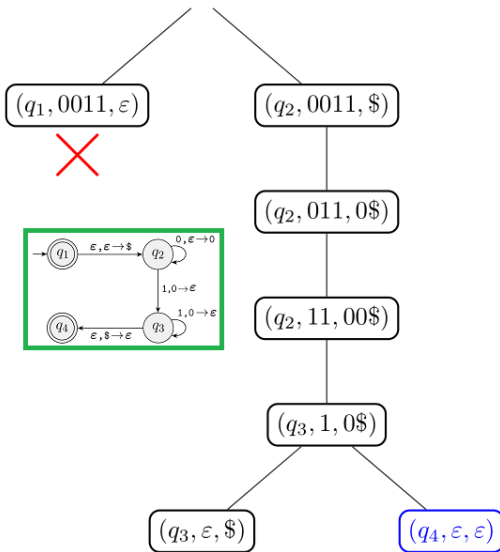 (q₁, 0011, ε) (q₂, 0011, $)
(q₂, 011, 0$)
q₁ ε,ε→$ q₂ 0,ε→0
1,0→ε
q₄ ε,$→ε q₃ 1,0→ε
(q₂, 11, 00$)
(q₃, 1, 0$)
(q₃, ε, $) (q₄, ε, ε)